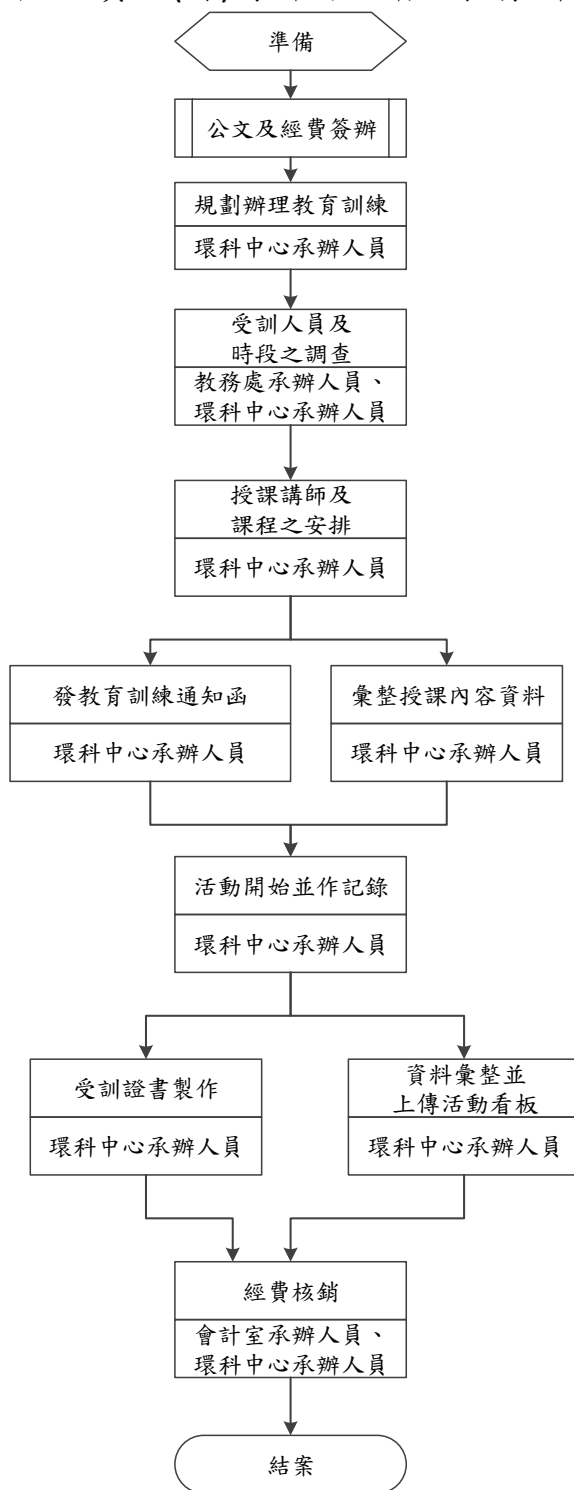 準備
公文及經費簽辦
規劃辦理教育訓練
環科中心承辦人員
受訓人員及
時段之調查
教務處承辦人員、
環科中心承辦人員
授課講師及
課程之安排
環科中心承辦人員
發教育訓練通知函
環科中心承辦人員
彙整授課內容資料
環科中心承辦人員
活動開始並作記錄
環科中心承辦人員
受訓證書製作
環科中心承辦人員
資料彙整並
上傳活動看板
環科中心承辦人員
經費核銷
會計室承辦人員、
環科中心承辦人員
結案